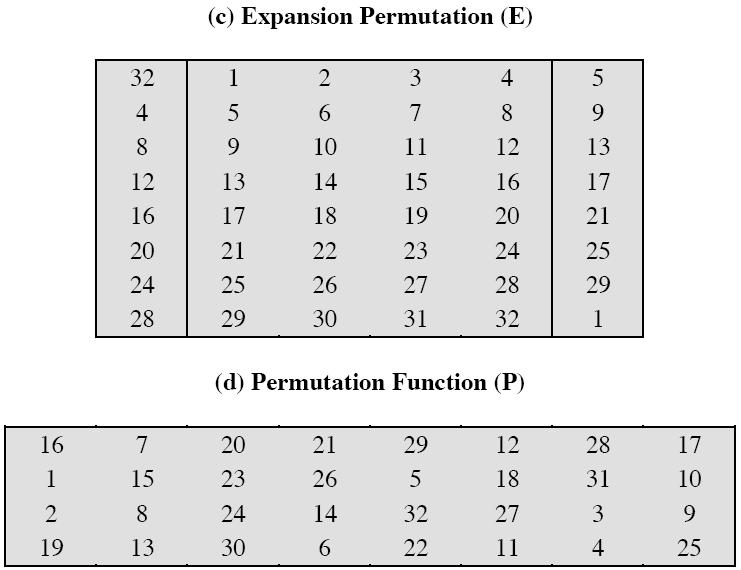 (c) Expansion Permutation (E)
32 1 2 3 4 5
4 5 6 7 8 9
8 9 10 11 12 13
12 13 14 15 16 17
16 17 18 19 20 21
20 21 22 23 24 25
24 25 26 27 28 29
28 29 30 31 32 1
(d) Permutation Function (P)
16 7 20 21 29 12 28 17
1 15 23 26 5 18 31 10
2 8 24 14 32 27 3 9
19 13 30 6 22 11 4 25